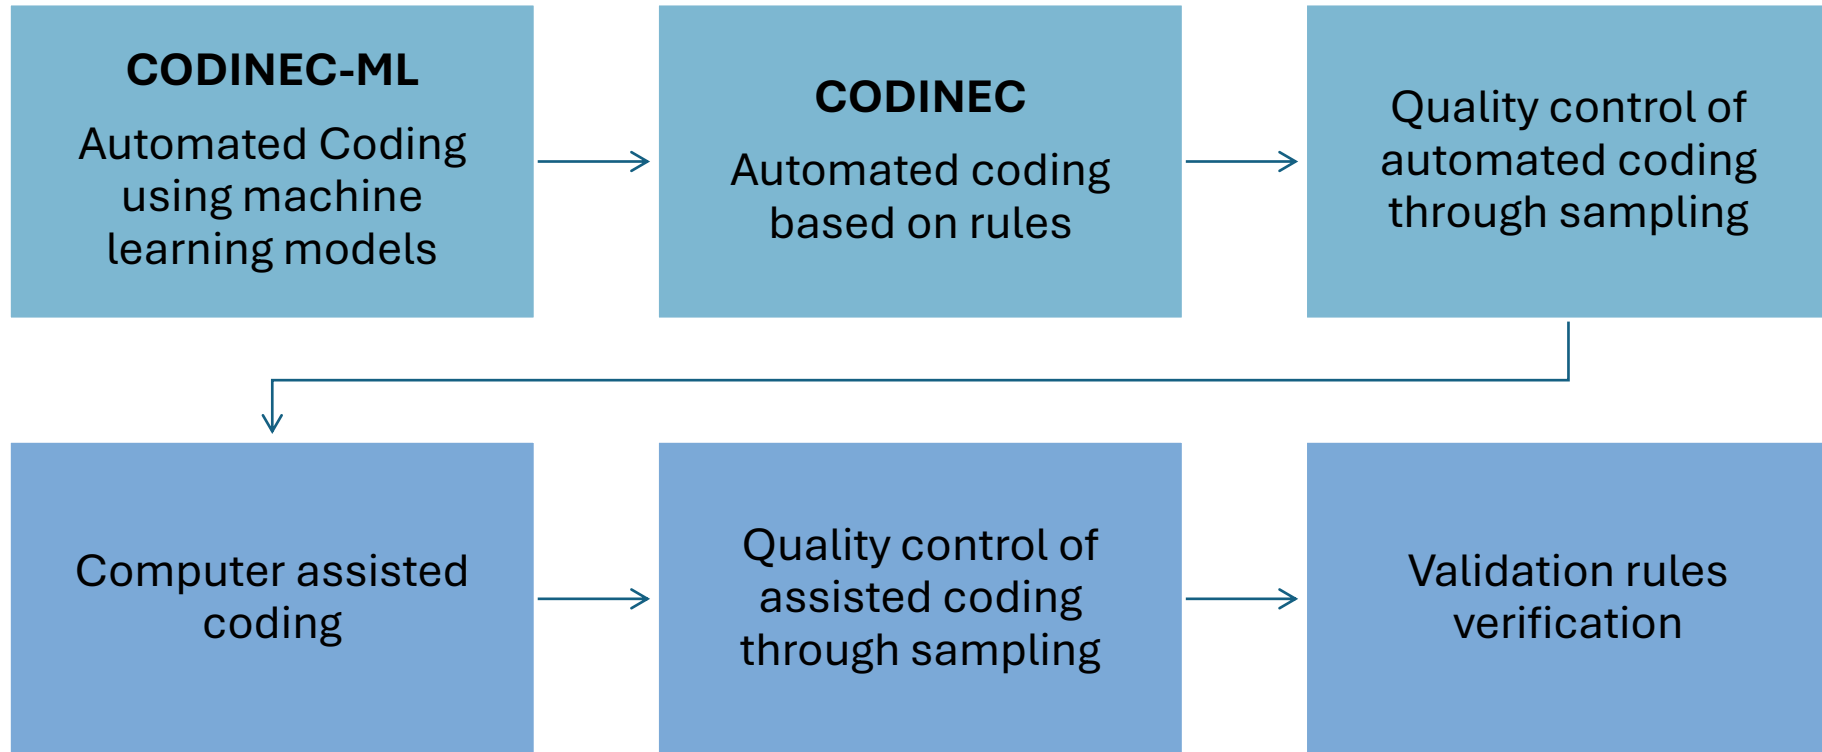 CODINEC-ML
Automated Coding
using machine
learning models
CODINEC
Automated coding
based on rules
Quality control of
automated coding
through sampling
Computer assisted
coding
Quality control of
assisted coding
through sampling
Validation rules
verification